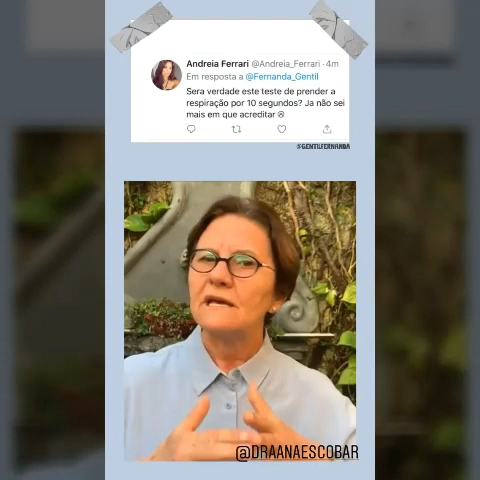 Andreia Ferrari @Andreia_Ferrari · 4m
Em resposta a @Fernanda_Gentil
Sera verdade este teste de prender a
respiração por 10 segundos? Ja não sei
mais em que acreditar
@GENTILFERNANDA
@DRAANAESCOBAR